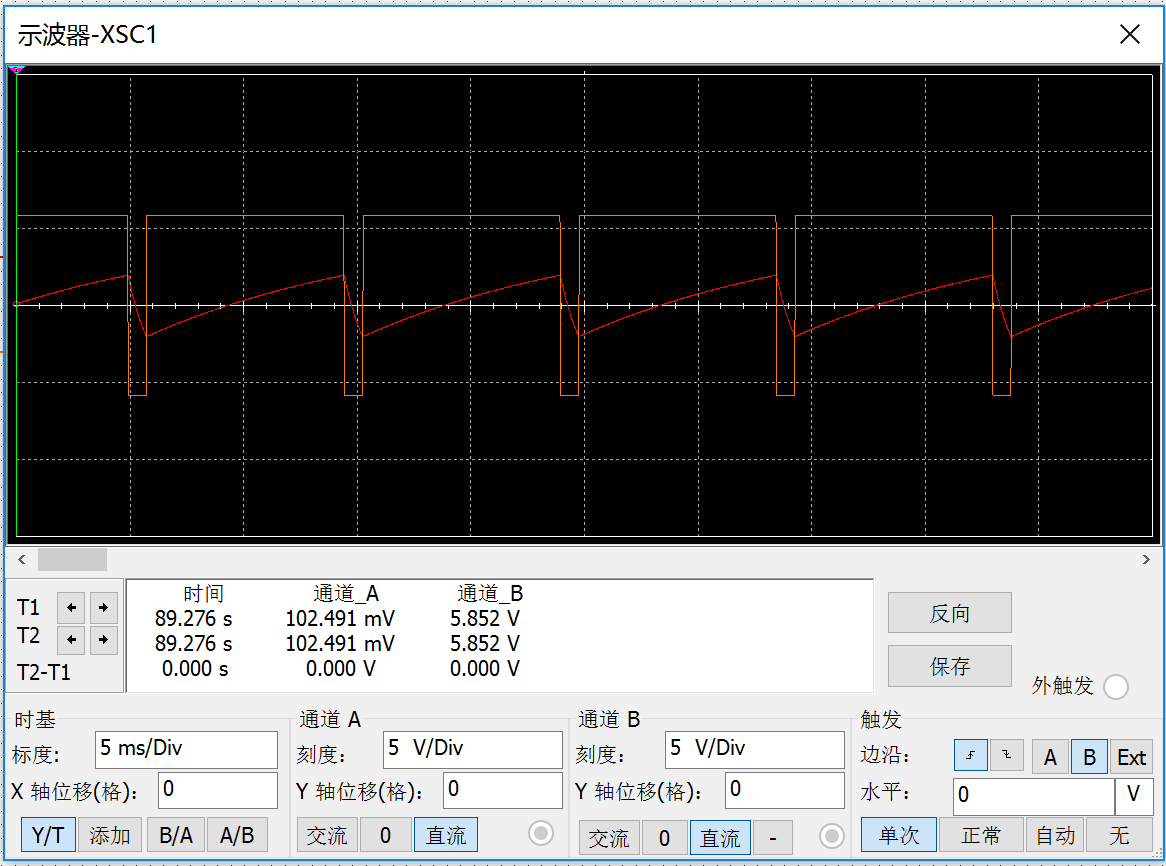 示波器-XSC1
时间 通道_A 通道_B
T1 89.276 s 102.491 mV 5.852 V
T2 89.276 s 102.491 mV 5.852 V
T2-T1 0.000 s 0.000 V 0.000 V
反向
保存
外触发
时基
标度: 5 ms/Div
X 轴位移(格): 0
Y/T 添加 B/A A/B
通道 A
刻度: 5 V/Div
Y 轴位移(格): 0
交流 0 直流
通道 B
刻度: 5 V/Div
Y 轴位移(格): 0
交流 0 直流 -
触发
边沿: A B Ext
水平: 0 V
单次 正常 自动 无